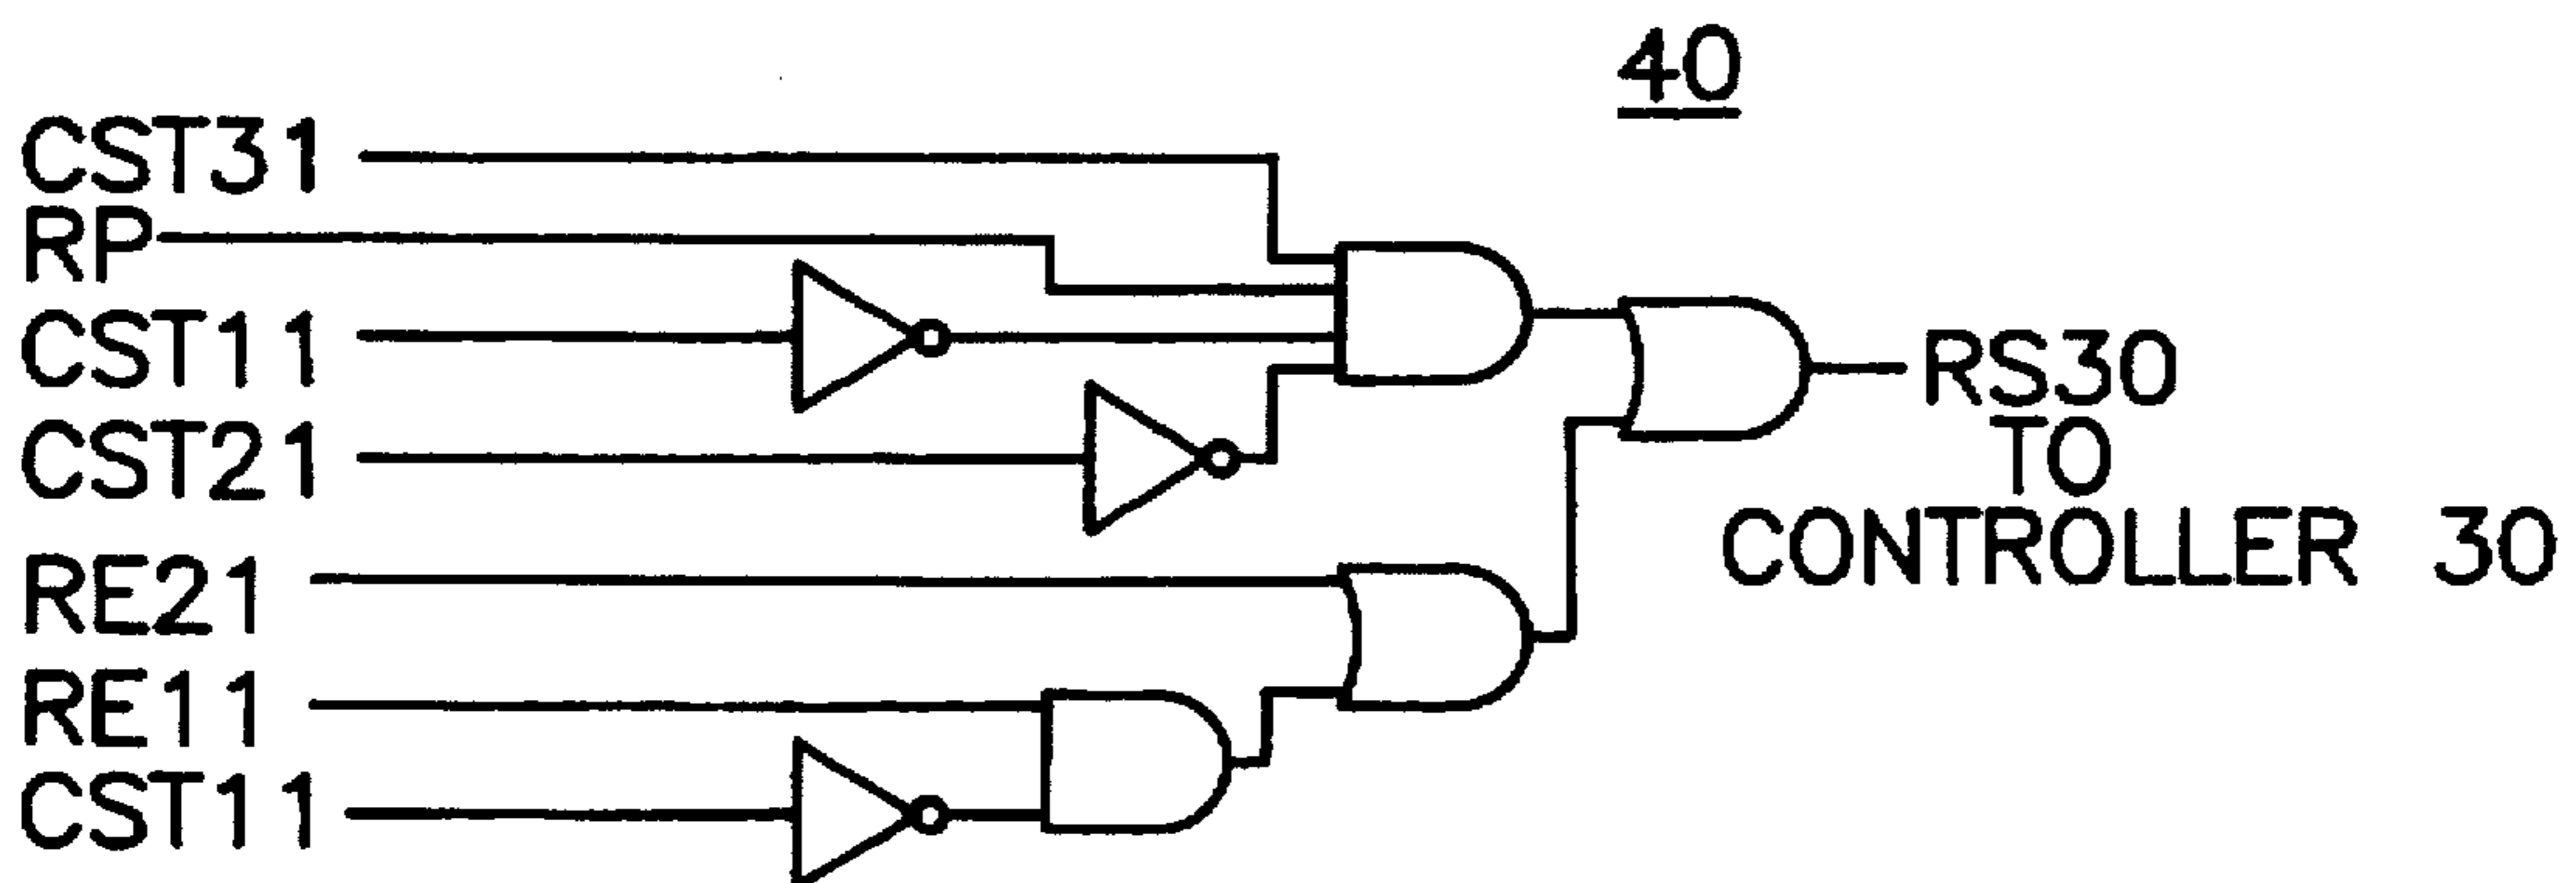 40
CST31
RP
CST11
CST21
RE21
RE11
CST11
RS30
TO
CONTROLLER 30